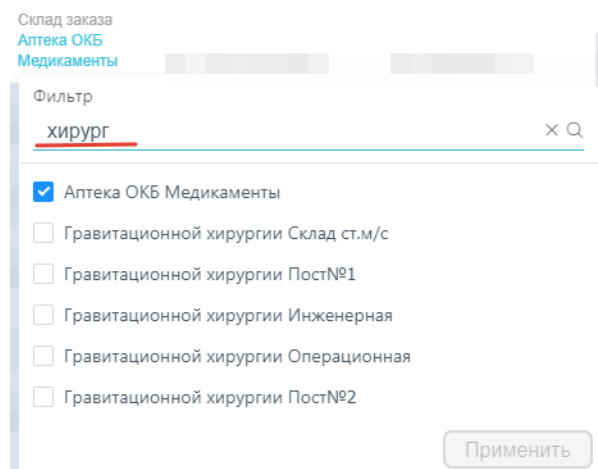 Склад заказа
Аптека ОКБ
Медикаменты
Фильтр
хирург
Аптека ОКБ Медикаменты
Гравитационной хирургии Склад ст.м/с
Гравитационной хирургии Пост№1
Гравитационной хирургии Инженерная
Гравитационной хирургии Операционная
Гравитационной хирургии Пост№2
Применить